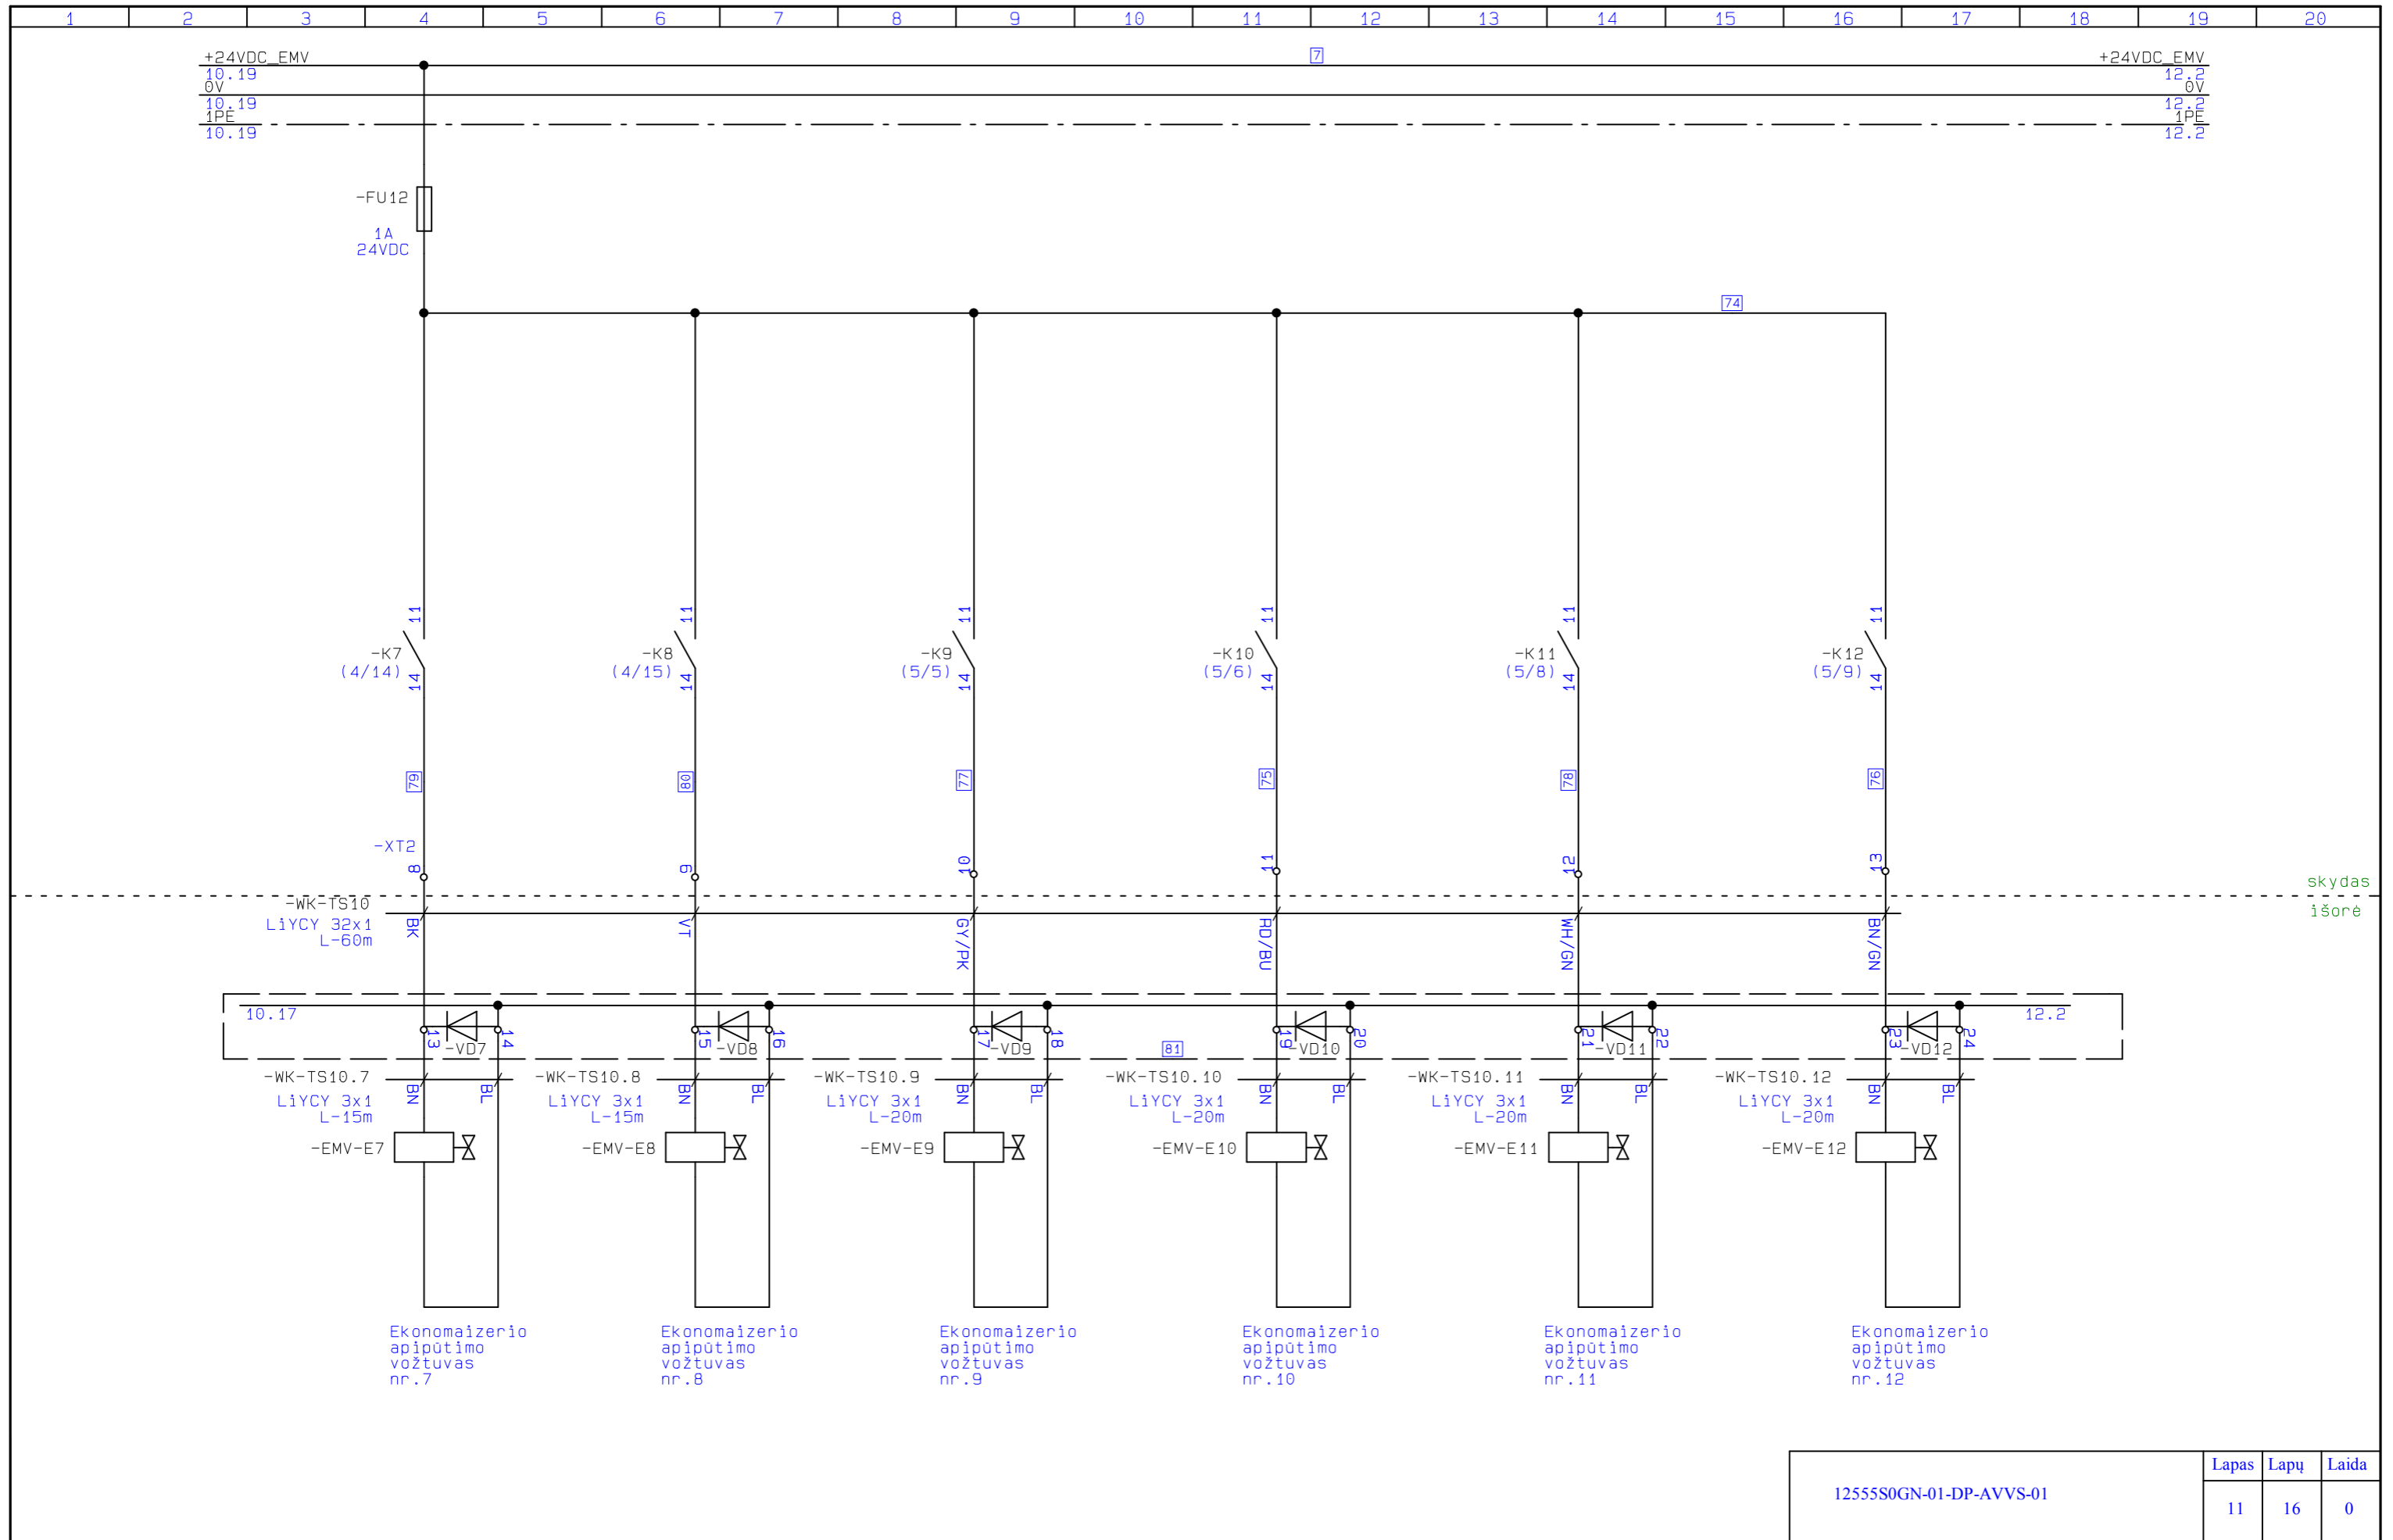 1 2 3 4 5 6 7 8 9 10 11 12 13 14 15 16 17 18 19 20
+24VDC_EMV 7 +24VDC_EMV
10.19 12.2
0V 0V
10.19 12.2
1PE 1PE
10.19 12.2
-FU12
1A
24VDC
74
11 11 11 11 11 11
-K7 -K8 -K9 -K10 -K11 -K12
(4/14) (4/15) (5/5) (5/6) (5/8) (5/9)
14 14 14 14 14 14
79 80 77 75 78 76
-XT2
8 9 10 11 12 13
skydas
-WK-TS10
išorė
LiYCY 32x1
L-60m
BK VT GY/PK RD/BU WH/GN BN/GN
10.17 12.2
13 14 15 16 17 18 19 20 21 22 23 24
-VD7 -VD8 -VD9 81 -VD10 -VD11 -VD12
-WK-TS10.7 -WK-TS10.8 -WK-TS10.9 -WK-TS10.10 -WK-TS10.11 -WK-TS10.12
BN BL BN BL BN BL BN BL BN BL BN BL
LiYCY 3x1 LiYCY 3x1 LiYCY 3x1 LiYCY 3x1 LiYCY 3x1 LiYCY 3x1
L-15m L-15m L-20m L-20m L-20m L-20m
-EMV-E7 -EMV-E8 -EMV-E9 -EMV-E10 -EMV-E11 -EMV-E12
Ekonomaizerio Ekonomaizerio Ekonomaizerio Ekonomaizerio Ekonomaizerio Ekonomaizerio
apipūtimo apipūtimo apipūtimo apipūtimo apipūtimo apipūtimo
vožtuvas vožtuvas vožtuvas vožtuvas vožtuvas vožtuvas
nr.7 nr.8 nr.9 nr.10 nr.11 nr.12
Lapas Lapų Laida
12555S0GN-01-DP-AVVS-01
11 16 0